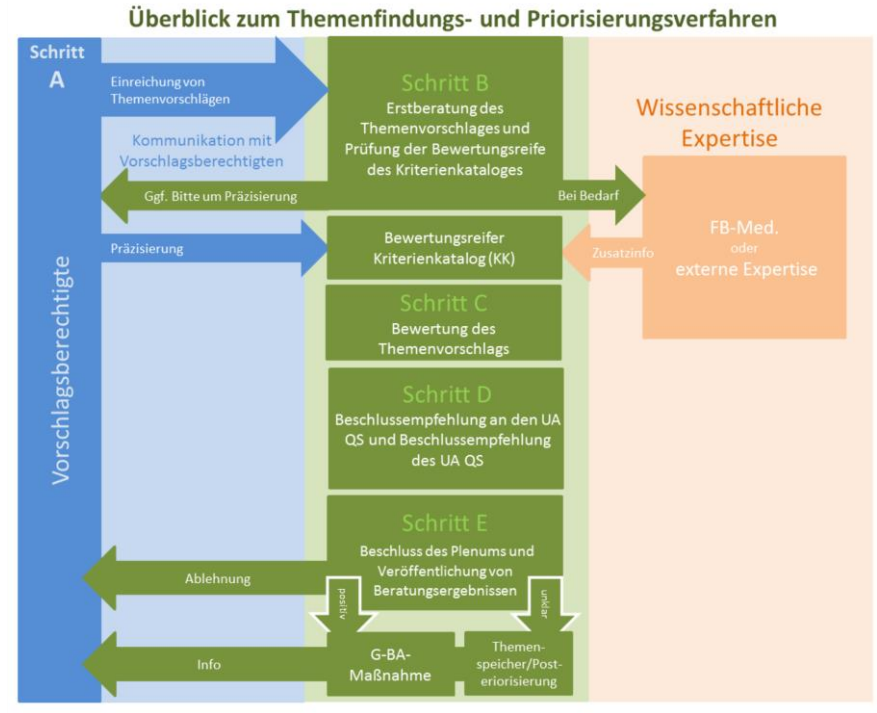 Überblick zum Themenfindungs- und Priorisierungsverfahren
Schritt
A
Vorschlagsberechtigte
Einreichung von
Themenvorschlägen
Kommunikation mit
Vorschlagsberechtigten
Schritt B
Erstberatung des
Themenvorschlages und
Prüfung der Bewertungsreife
des Kriterienkataloges
Wissenschaftliche
Expertise
Ggf. Bitte um Präzisierung
Bei Bedarf
FB-Med.
oder
externe Expertise
Präzisierung
Bewertungsreifer
Kriterienkatalog (KK)
Zusatzinfo
Schritt C
Bewertung des
Themenvorschlags
Schritt D
Beschlussempfehlung an den UA
QS und Beschlussempfehlung
des UA QS
Schritt E
Beschluss des Plenums und
Veröffentlichung von
Beratungsergebnissen
Ablehnung
positiv
unklar
Info
G-BA-
Maßnahme
Themen-
speicher/Post-
eriorisierung